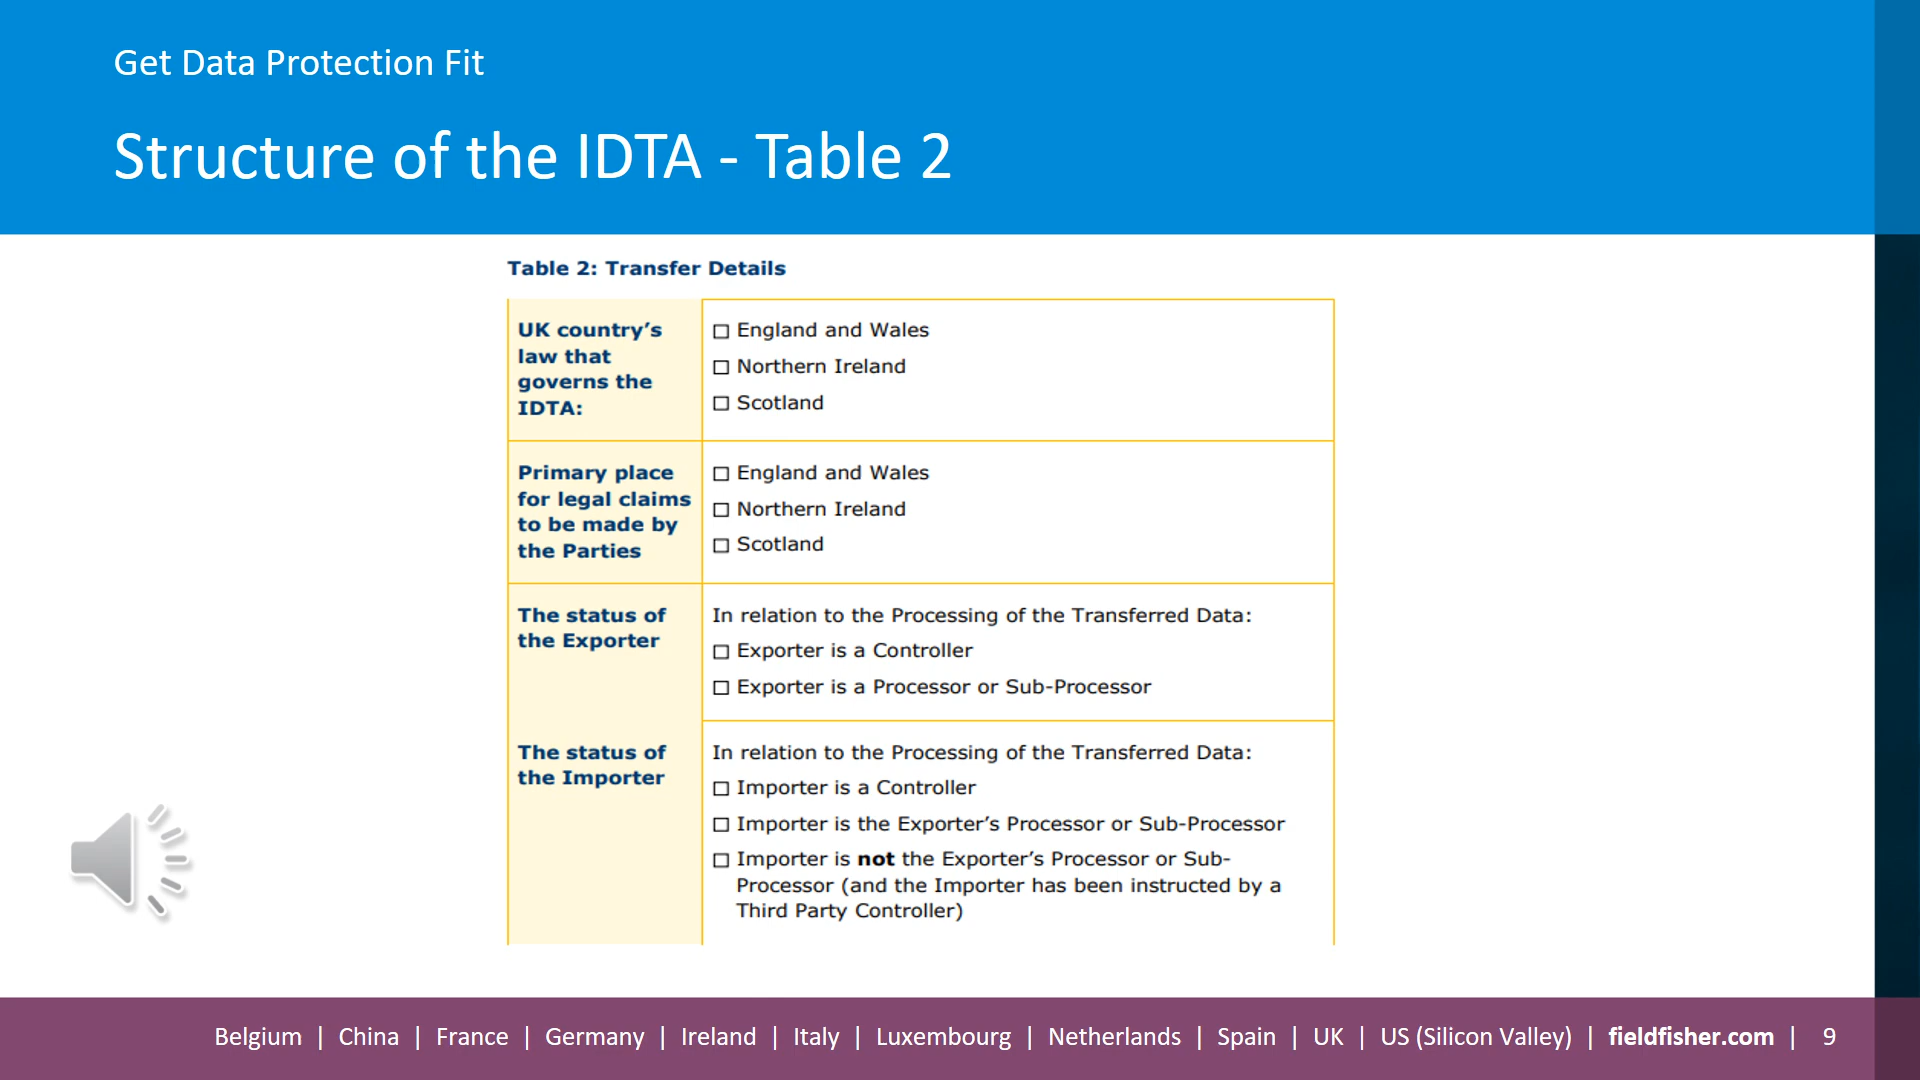 Get Data Protection Fit
Structure of the IDTA - Table 2
Table 2: Transfer Details
UK country’s
law that
governs the
IDTA:
☐ England and Wales
☐ Northern Ireland
☐ Scotland
Primary place
for legal claims
to be made by
the Parties
☐ England and Wales
☐ Northern Ireland
☐ Scotland
The status of
the Exporter
In relation to the Processing of the Transferred Data:
☐ Exporter is a Controller
☐ Exporter is a Processor or Sub-Processor
The status of
the Importer
In relation to the Processing of the Transferred Data:
☐ Importer is a Controller
☐ Importer is the Exporter’s Processor or Sub-Processor
☐ Importer is not the Exporter’s Processor or Sub-
Processor (and the Importer has been instructed by a
Third Party Controller)
Belgium | China | France | Germany | Ireland | Italy | Luxembourg | Netherlands | Spain | UK | US (Silicon Valley) | fieldfisher.com | 9